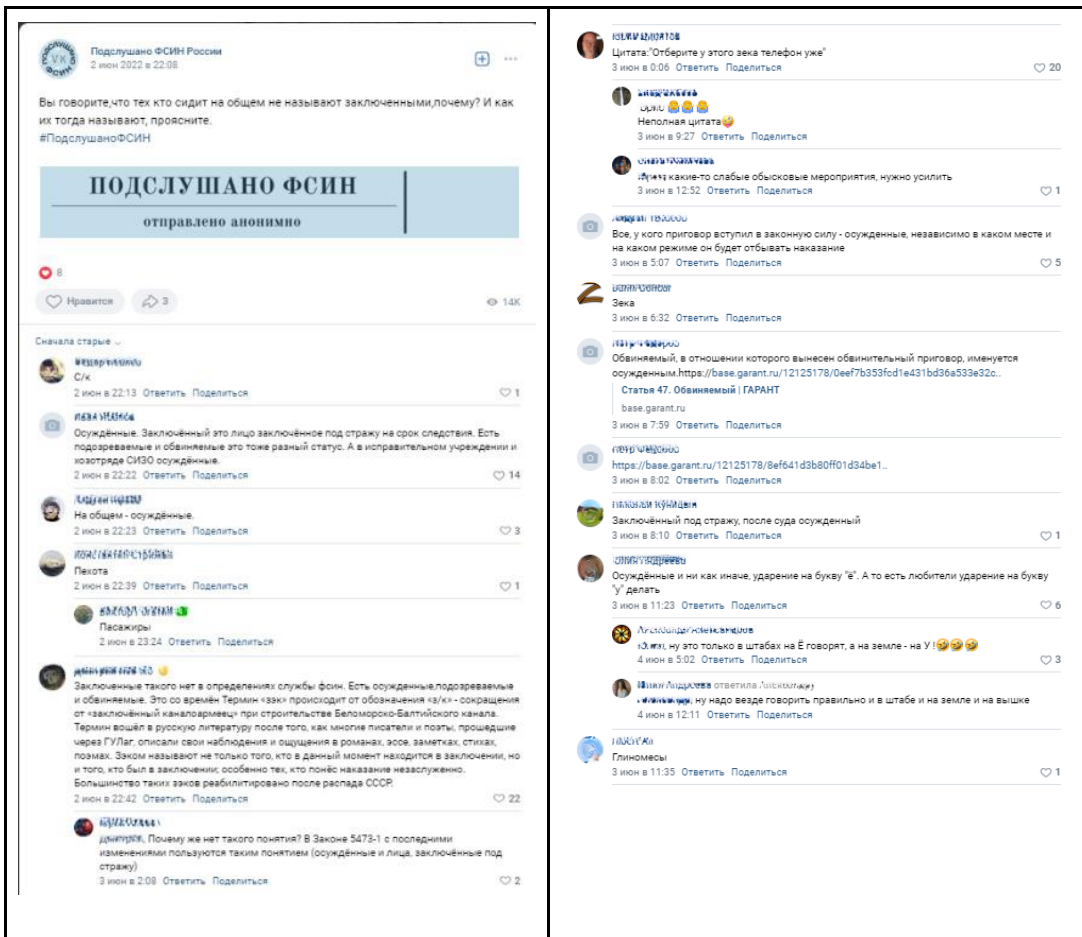 Подслушано ФСИН России
2 июн 2022 в 22:08
Вы говорите,что тех кто сидит на общем не называют заключенными,почему? И как
их тогда называют, проясните.
#ПодслушаноФСИН
ПОДСЛУШАНО ФСИН
отправлено анонимно
8
Нравится
3
14K
Сначала старые
С/к
2 июн в 22:13 Ответить Поделиться
1
Осуждённые. Заключённый это лицо заключённое под стражу на срок следствия. Есть
подозреваемые и обвиняемые это тоже разный статус. А в исправительном учреждении и
хозотряде СИЗО осуждённые.
2 июн в 22:22 Ответить Поделиться
14
На общем - осуждённые.
2 июн в 22:23 Ответить Поделиться
3
Пехота
2 июн в 22:39 Ответить Поделиться
1
Пасажиры
2 июн в 23:24 Ответить Поделиться
Заключенные такого нет в определениях службы фсин. Есть осужденные,подозреваемые
и обвиняемые. Это со времён Термин «зэк» происходит от обозначения «з/к» - сокращения
от «заключённый каналоармеец» при строительстве Беломорско-Балтийского канала.
Термин вошёл в русскую литературу после того, как многие писатели и поэты, прошедшие
через ГУЛаг, описали свои наблюдения и ощущения в романах, эссе, заметках, стихах,
поэмах. Зэком называют не только того, кто в данный момент находится в заключении, но
и того, кто был в заключении; особенно тех, кто понёс наказание незаслуженно.
Большинство таких зэков реабилитировано после распада СССР.
2 июн в 22:42 Ответить Поделиться
22
Почему же нет такого понятия? В Законе 5473-1 с последними
изменениями пользуются таким понятием (осуждённые и лица, заключённые под
стражу)
3 июн в 2:08 Ответить Поделиться
2
Цитата:"Отберите у этого зека телефон уже"
3 июн в 0:06 Ответить Поделиться
20
Неполная цитата
3 июн в 9:27 Ответить Поделиться
какие-то слабые обысковые мероприятия, нужно усилить
3 июн в 12:52 Ответить Поделиться
1
Все, у кого приговор вступил в законную силу - осужденные, независимо в каком месте и
на каком режиме он будет отбывать наказание
3 июн в 5:07 Ответить Поделиться
5
Зека
3 июн в 6:32 Ответить Поделиться
Обвиняемый, в отношении которого вынесен обвинительный приговор, именуется
осужденным.https://base.garant.ru/12125178/0eef7b353fcd1e431bd36a533e32c..
Статья 47. Обвиняемый | ГАРАНТ
base.garant.ru
3 июн в 7:59 Ответить Поделиться
https://base.garant.ru/12125178/8ef641d3b80ff01d34be1..
3 июн в 8:02 Ответить Поделиться
Заключённый под стражу, после суда осужденный
3 июн в 8:10 Ответить Поделиться
1
Осуждённые и ни как иначе, ударение на букву "ё". А то есть любители ударение на букву
"у" делать
3 июн в 11:23 Ответить Поделиться
6
ну это только в штабах на Ё говорят, а на земле - на У !
4 июн в 5:02 Ответить Поделиться
3
ответила
ну надо везде говорить правильно и в штабе и на земле и на вышке
4 июн в 12:11 Ответить Поделиться
Глиномесы
3 июн в 11:35 Ответить Поделиться
1